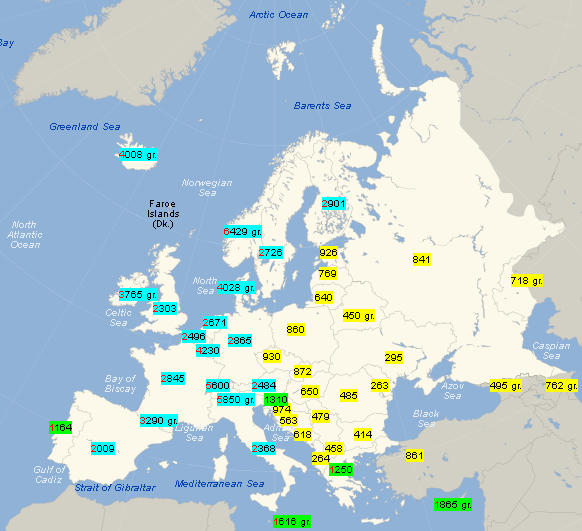 Arctic Ocean
Bay
Barents Sea
Greenland Sea
4008 gr.
Norwegian
Sea
Faroe
Islands
(Dk.)
2901
North
Atlantic
Ocean
6429 gr.
2726
926
841
769
718 gr.
North
Sea
4028 gr.
3765 gr.
2303
640
Celtic
Sea
450 gr.
2671
860
2496
2865
4230
930
295
Caspian
Sea
872
Bay of
Biscay
2845
5600
2484
263
Azov
Sea
495 gr.
762 gr.
650
485
5850 gr.
1310
974
479
Black
Sea
3290 gr.
563
1164
Ligurian
Sea
Adr
Sea
618
414
2009
2368
458
861
264
1250
Gulf of
Cadiz
Strait of Gibraltar
Mediterranean Sea
1865 gr.
1616 gr.